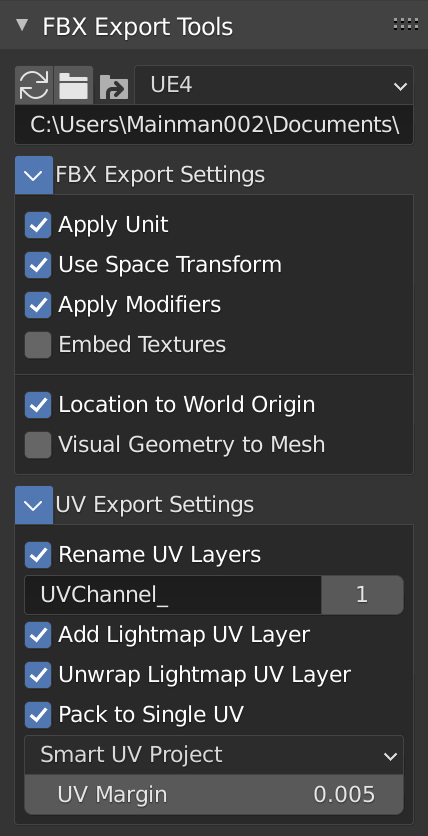 FBX Export Tools
UE4
C:\Users\Mainman002\Documents\
FBX Export Settings
Apply Unit
Use Space Transform
Apply Modifiers
Embed Textures
Location to World Origin
Visual Geometry to Mesh
UV Export Settings
Rename UV Layers
UVChannel_ 1
Add Lightmap UV Layer
Unwrap Lightmap UV Layer
Pack to Single UV
Smart UV Project
UV Margin 0.005